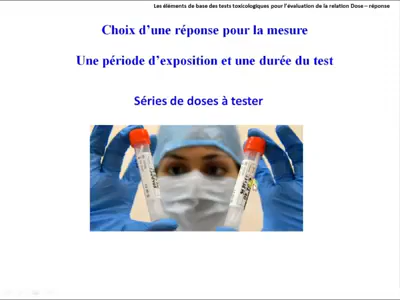 Les éléments de base des tests toxicologiques pour l'évaluation de la relation Dose – réponse
Choix d'une réponse pour la mesure
Une période d'exposition et une durée du test
Séries de doses à tester